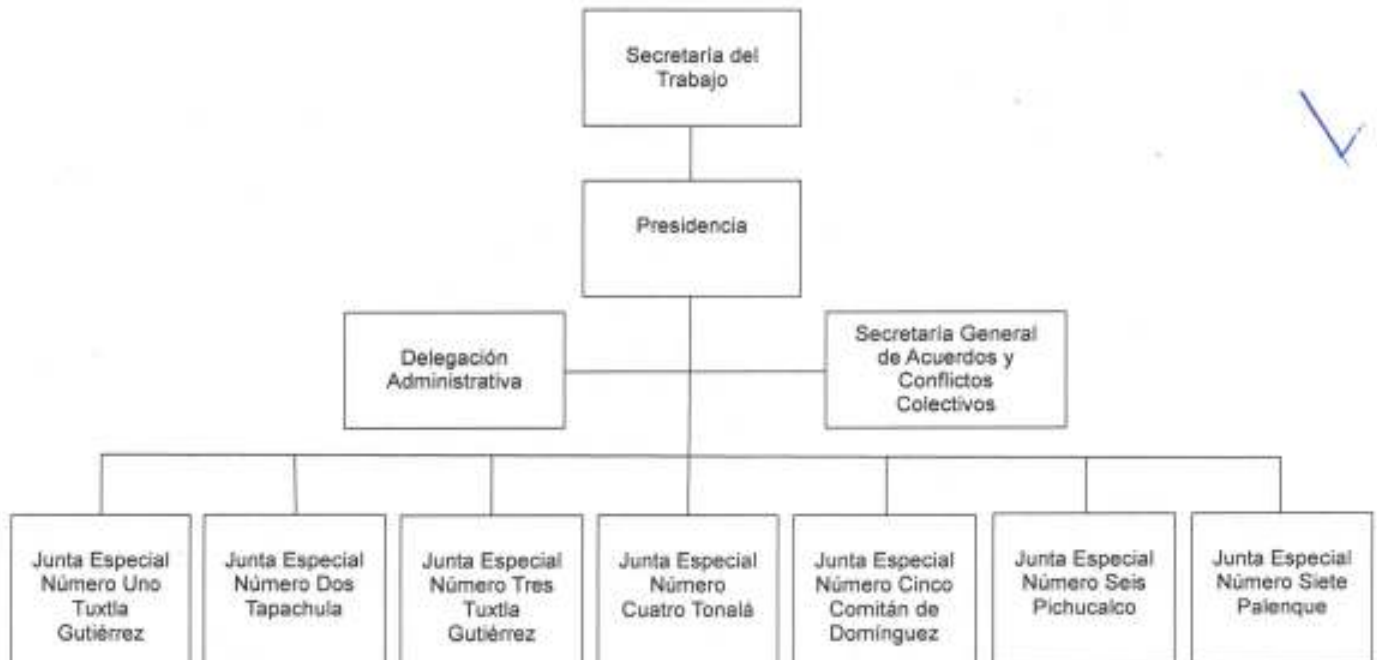 Secretaría del
Trabajo
Presidencia
Delegación
Administrativa
Secretaría General
de Acuerdos y
Conflictos
Colectivos
Junta Especial
Número Uno
Tuxtla
Gutiérrez
Junta Especial
Número Dos
Tapachula
Junta Especial
Número Tres
Tuxtla
Gutiérrez
Junta Especial
Número
Cuatro Tonalá
Junta Especial
Número Cinco
Comitán de
Domínguez
Junta Especial
Número Seis
Pichucalco
Junta Especial
Número Siete
Palenque